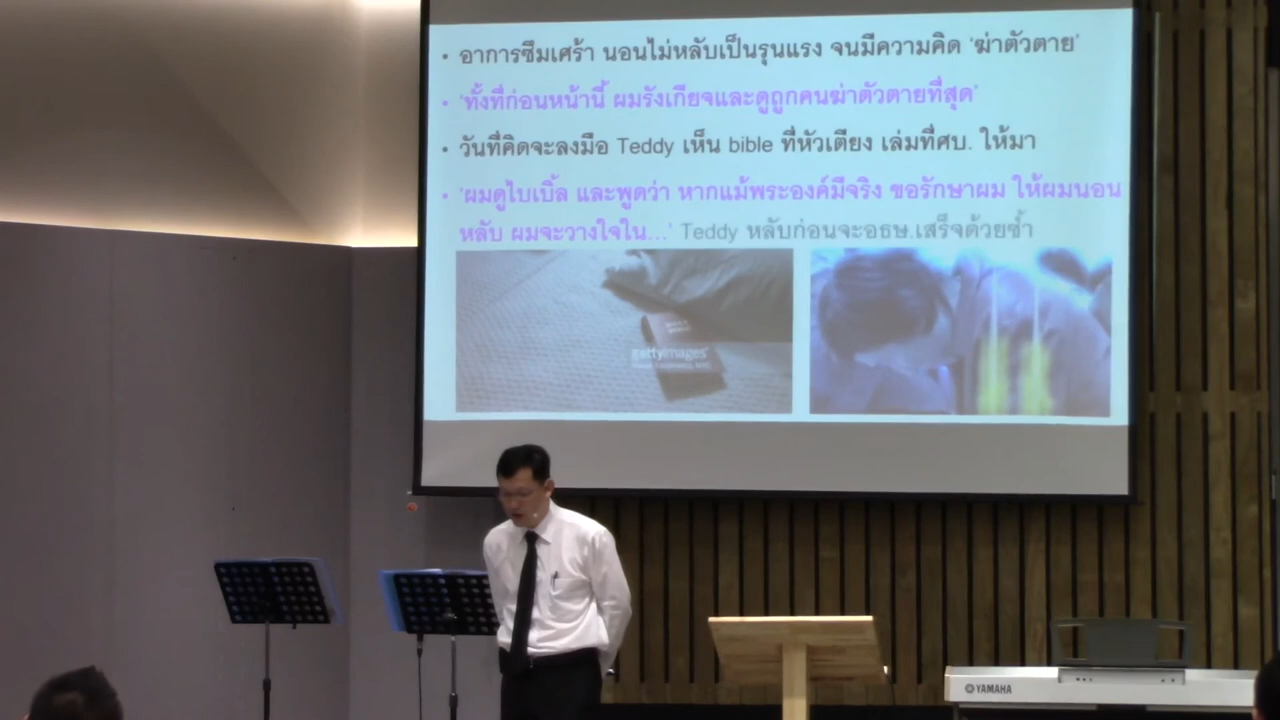 • อาการซึมเศร้า นอนไม่หลับเป็นรุนแรง จนมีความคิด 'ฆ่าตัวตาย'
• 'ทั้งที่ก่อนหน้านี้ ผมรังเกียจและดูถูกคนฆ่าตัวตายที่สุด'
• วันที่คิดจะลงมือ Teddy เห็น bible ที่หัวเตียง เล่มที่ศบ. ให้มา
• 'ผมดูไบเบิ้ล และพูดว่า หากแม้พระองค์มีจริง ขอรักษาผม ให้ผมนอน
หลับ ผมจะวางใจใน...' Teddy หลับก่อนจะอธษ.เสร็จด้วยซ้ำ
gettyimages
YAMAHA